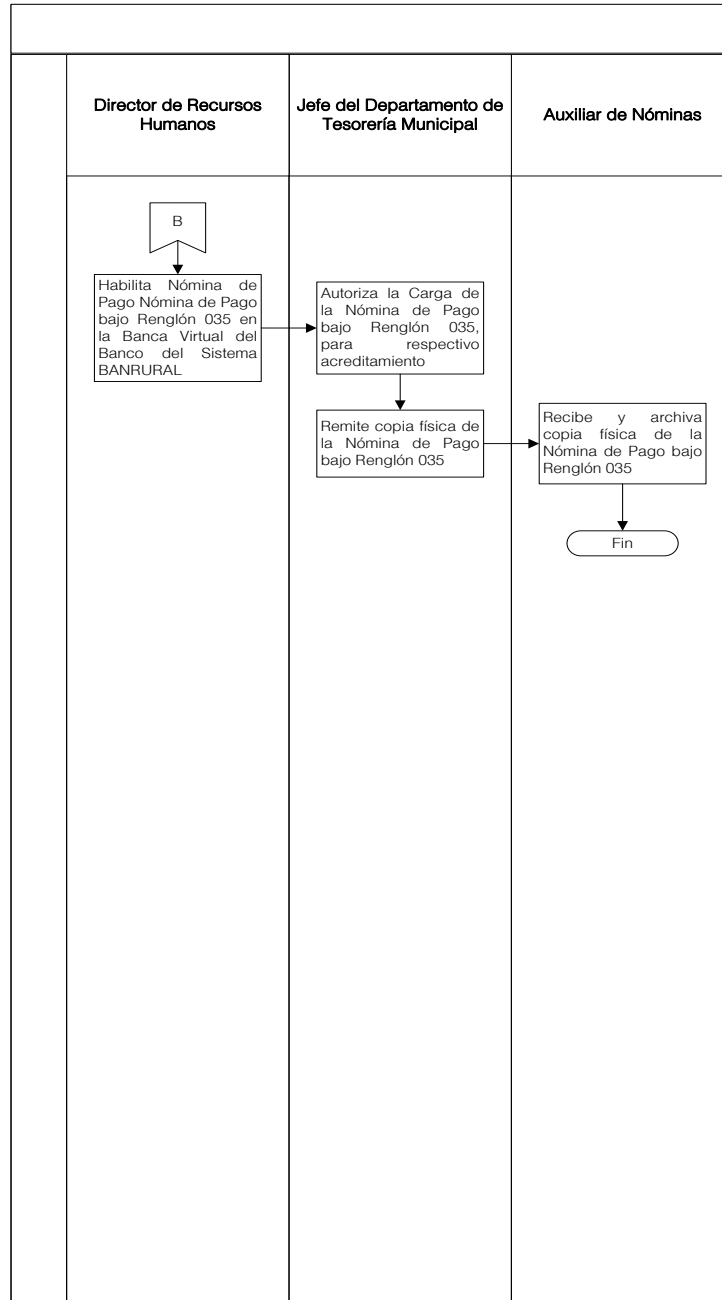 Director de Recursos
Humanos
Jefe del Departamento de
Tesorería Municipal
Auxiliar de Nóminas
B
Habilita Nómina de
Pago Nómina de Pago
bajo Renglón 035 en
la Banca Virtual del
Banco del Sistema
BANRURAL
Autoriza la Carga de
la Nómina de Pago
bajo Renglón 035,
para respectivo
acreditamiento
Remite copia física de
la Nómina de Pago
bajo Renglón 035
Recibe y archiva
copia física de la
Nómina de Pago bajo
Renglón 035
Fin